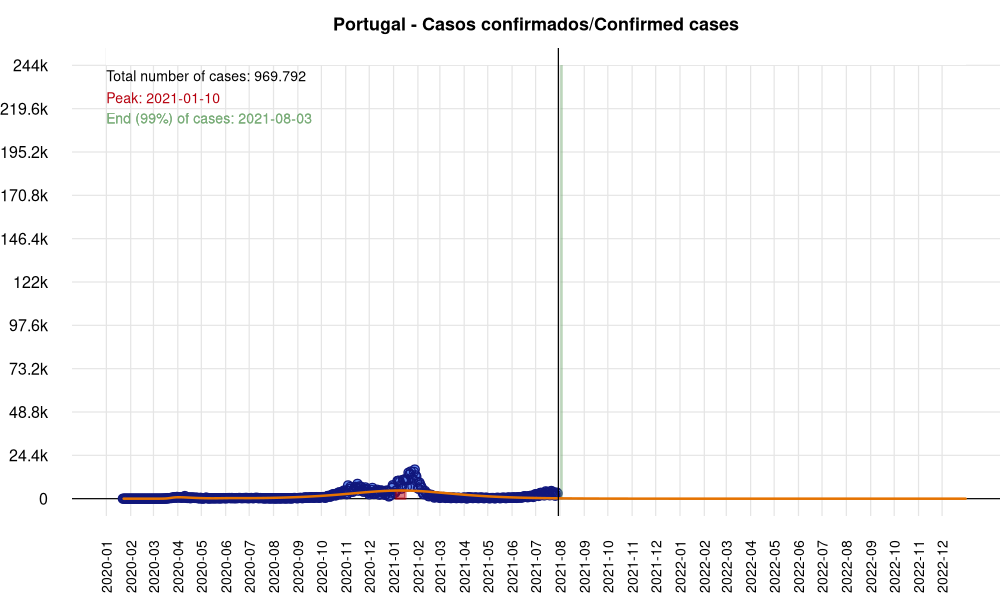 Portugal - Casos confirmados/Confirmed cases
244k
219.6k
195.2k
170.8k
146.4k
122k
97.6k
73.2k
48.8k
24.4k
0
Total number of cases: 969.792
Peak: 2021-01-10
End (99%) of cases: 2021-08-03
2020-01
2020-02
2020-03
2020-04
2020-05
2020-06
2020-07
2020-08
2020-09
2020-10
2020-11
2020-12
2021-01
2021-02
2021-03
2021-04
2021-05
2021-06
2021-07
2021-08
2021-09
2021-10
2021-11
2021-12
2022-01
2022-02
2022-03
2022-04
2022-05
2022-06
2022-07
2022-08
2022-09
2022-10
2022-11
2022-12